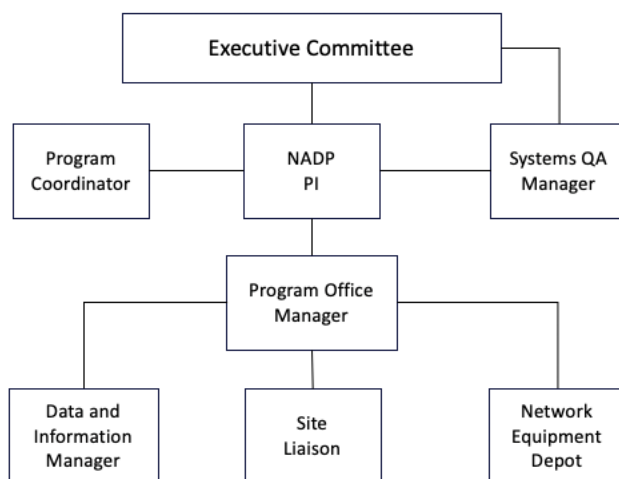 Executive Committee
Program
Coordinator
NADP
PI
Systems QA
Manager
Program Office
Manager
Data and
Information
Manager
Site
Liaison
Network
Equipment
Depot